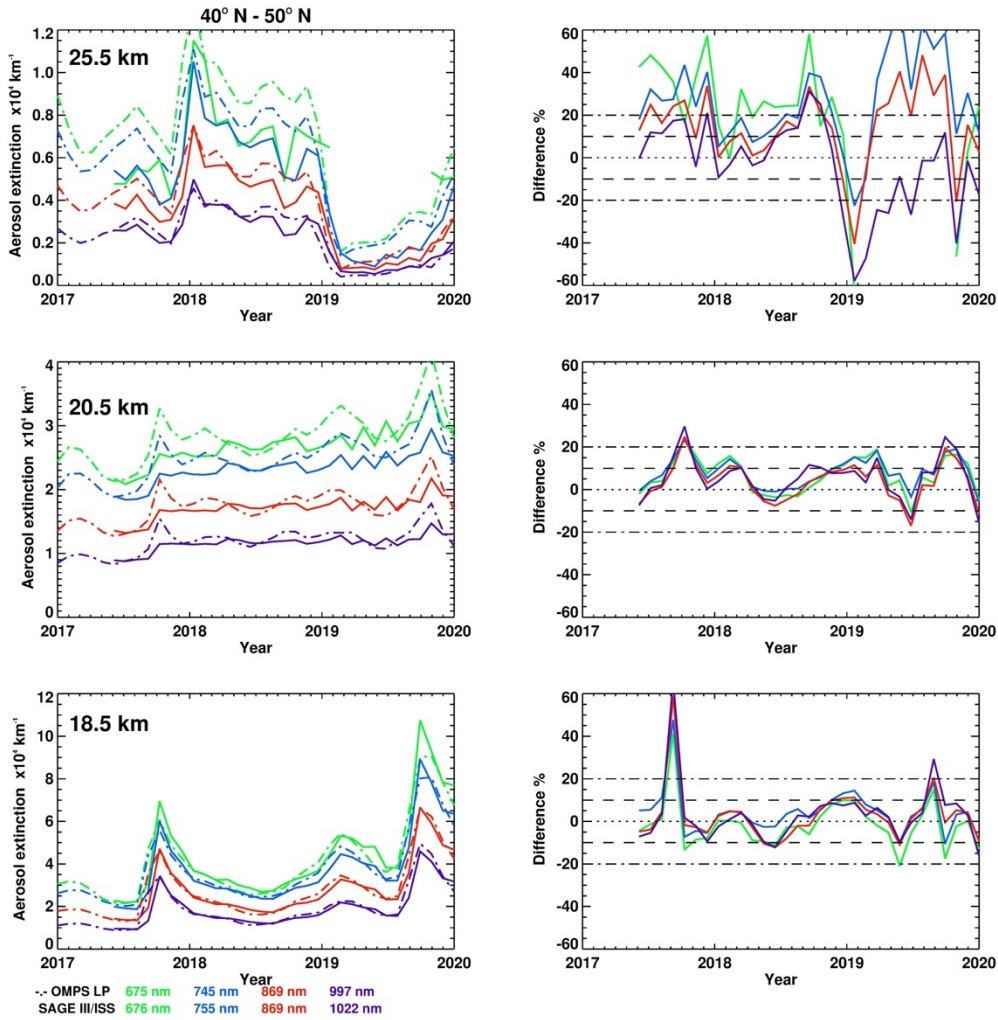 40° N - 50° N
25.5 km
Aerosol extinction x10⁴ km⁻¹
1.2
1.0
0.8
0.6
0.4
0.2
0.0
2017 2018 2019 2020
Year
Difference %
60
40
20
0
-20
-40
-60
2017 2018 2019 2020
Year
20.5 km
Aerosol extinction x10⁴ km⁻¹
4
3
2
1
0
2017 2018 2019 2020
Year
Difference %
60
40
20
0
-20
-40
-60
2017 2018 2019 2020
Year
18.5 km
Aerosol extinction x10⁴ km⁻¹
12
10
8
6
4
2
0
2017 2018 2019 2020
Year
Difference %
60
40
20
0
-20
-40
-60
2017 2018 2019 2020
Year
-.- OMPS LP 675 nm 745 nm 869 nm 997 nm
SAGE III/ISS 676 nm 755 nm 869 nm 1022 nm